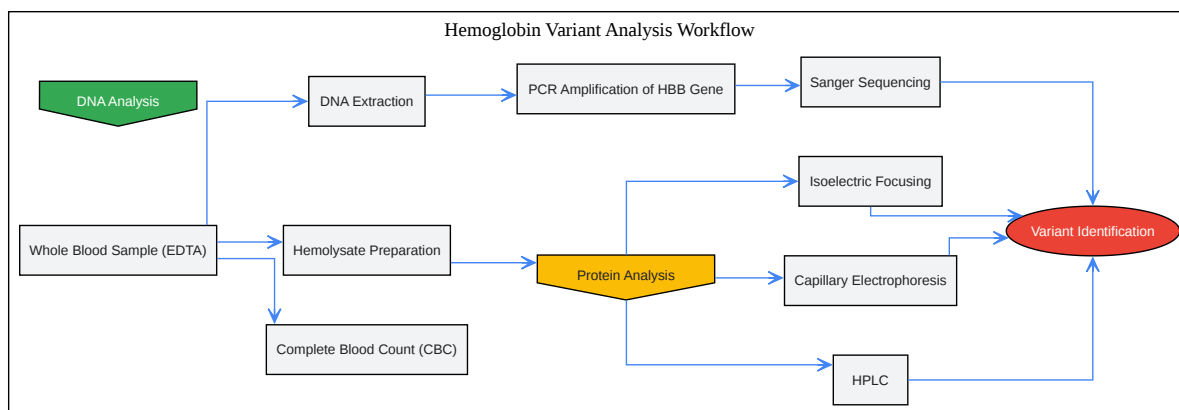 Hemoglobin Variant Analysis Workflow
DNA Analysis
DNA Extraction
PCR Amplification of HBB Gene
Sanger Sequencing
Isoelectric Focusing
Whole Blood Sample (EDTA)
Hemolysate Preparation
Protein Analysis
Capillary Electrophoresis
Variant Identification
Complete Blood Count (CBC)
HPLC